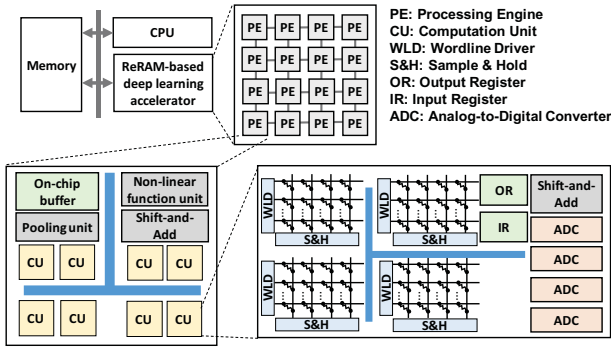 Memory
CPU
ReRAM-based
deep learning
accelerator
PE PE PE PE
PE PE PE PE
PE PE PE PE
PE PE PE PE
PE: Processing Engine
CU: Computation Unit
WLD: Wordline Driver
S&H: Sample & Hold
OR: Output Register
IR: Input Register
ADC: Analog-to-Digital Converter
On-chip
buffer
Non-linear
function unit
Pooling unit
Shift-and-
Add
CU CU CU CU
CU CU CU CU
WLD
S&H
WLD
S&H
OR
Shift-and-
Add
IR
ADC
WLD
S&H
WLD
S&H
ADC
ADC
ADC